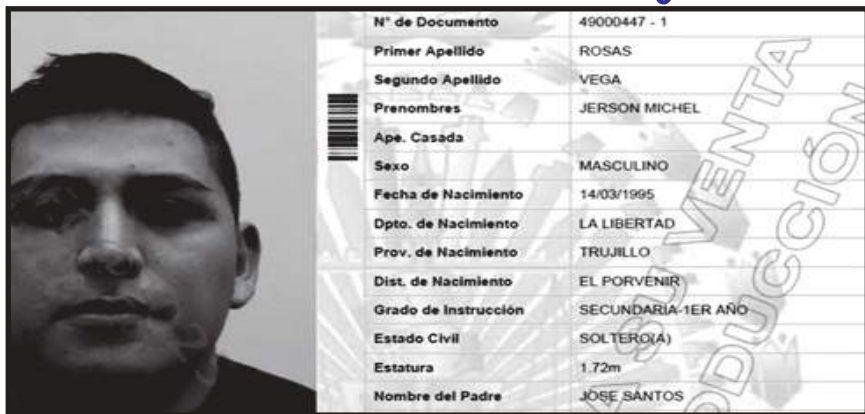 N° de Documento 49000447 - 1
Primer Apellido ROSAS
Segundo Apellido VEGA
Prenombres JERSON MICHEL
Ape. Casada
Sexo MASCULINO
Fecha de Nacimiento 14/03/1995
Dpto. de Nacimiento LA LIBERTAD
Prov. de Nacimiento TRUJILLO
Dist. de Nacimiento EL PORVENIR
Grado de Instrucción SECUNDARIA-1ER AÑO
Estado Civil SOLTERO(A)
Estatura 1.72m
Nombre del Padre JOSE SANTOS
A SU VENTA